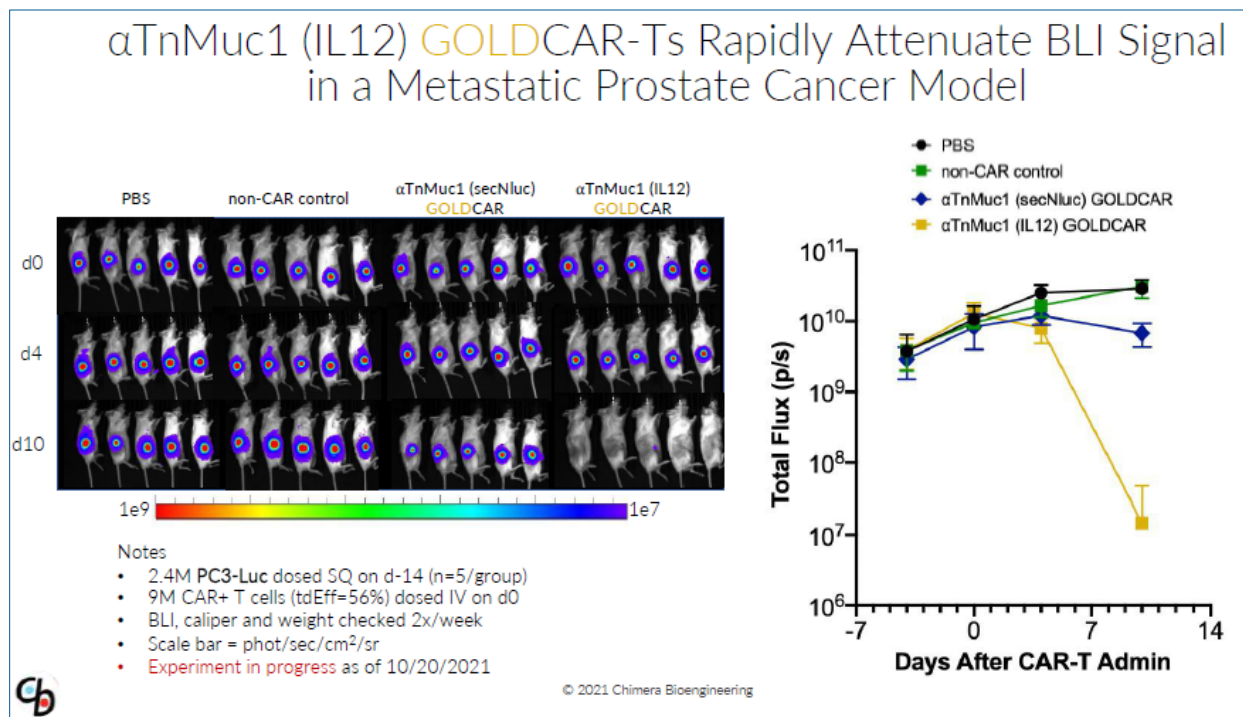 αTnMuc1 (IL12) GOLDCAR-Ts Rapidly Attenuate BLI Signal
in a Metastatic Prostate Cancer Model
PBS
non-CAR control
αTnMuc1 (secNluc)
GOLDCAR
αTnMuc1 (IL12)
GOLDCAR
d0
d4
d10
1e9
1e7
Notes
• 2.4M PC3-Luc dosed SQ on d-14 (n=5/group)
• 9M CAR+ T cells (tdEff=56%) dosed IV on d0
• BLI, caliper and weight checked 2x/week
• Scale bar = phot/sec/cm²/sr
• Experiment in progress as of 10/20/2021
PBS
non-CAR control
αTnMuc1 (secNluc) GOLDCAR
αTnMuc1 (IL12) GOLDCAR
Total Flux (p/s)
10¹¹
10¹⁰
10⁹
10⁸
10⁷
10⁶
-7
0
7
14
Days After CAR-T Admin
cb
© 2021 Chimera Bioengineering